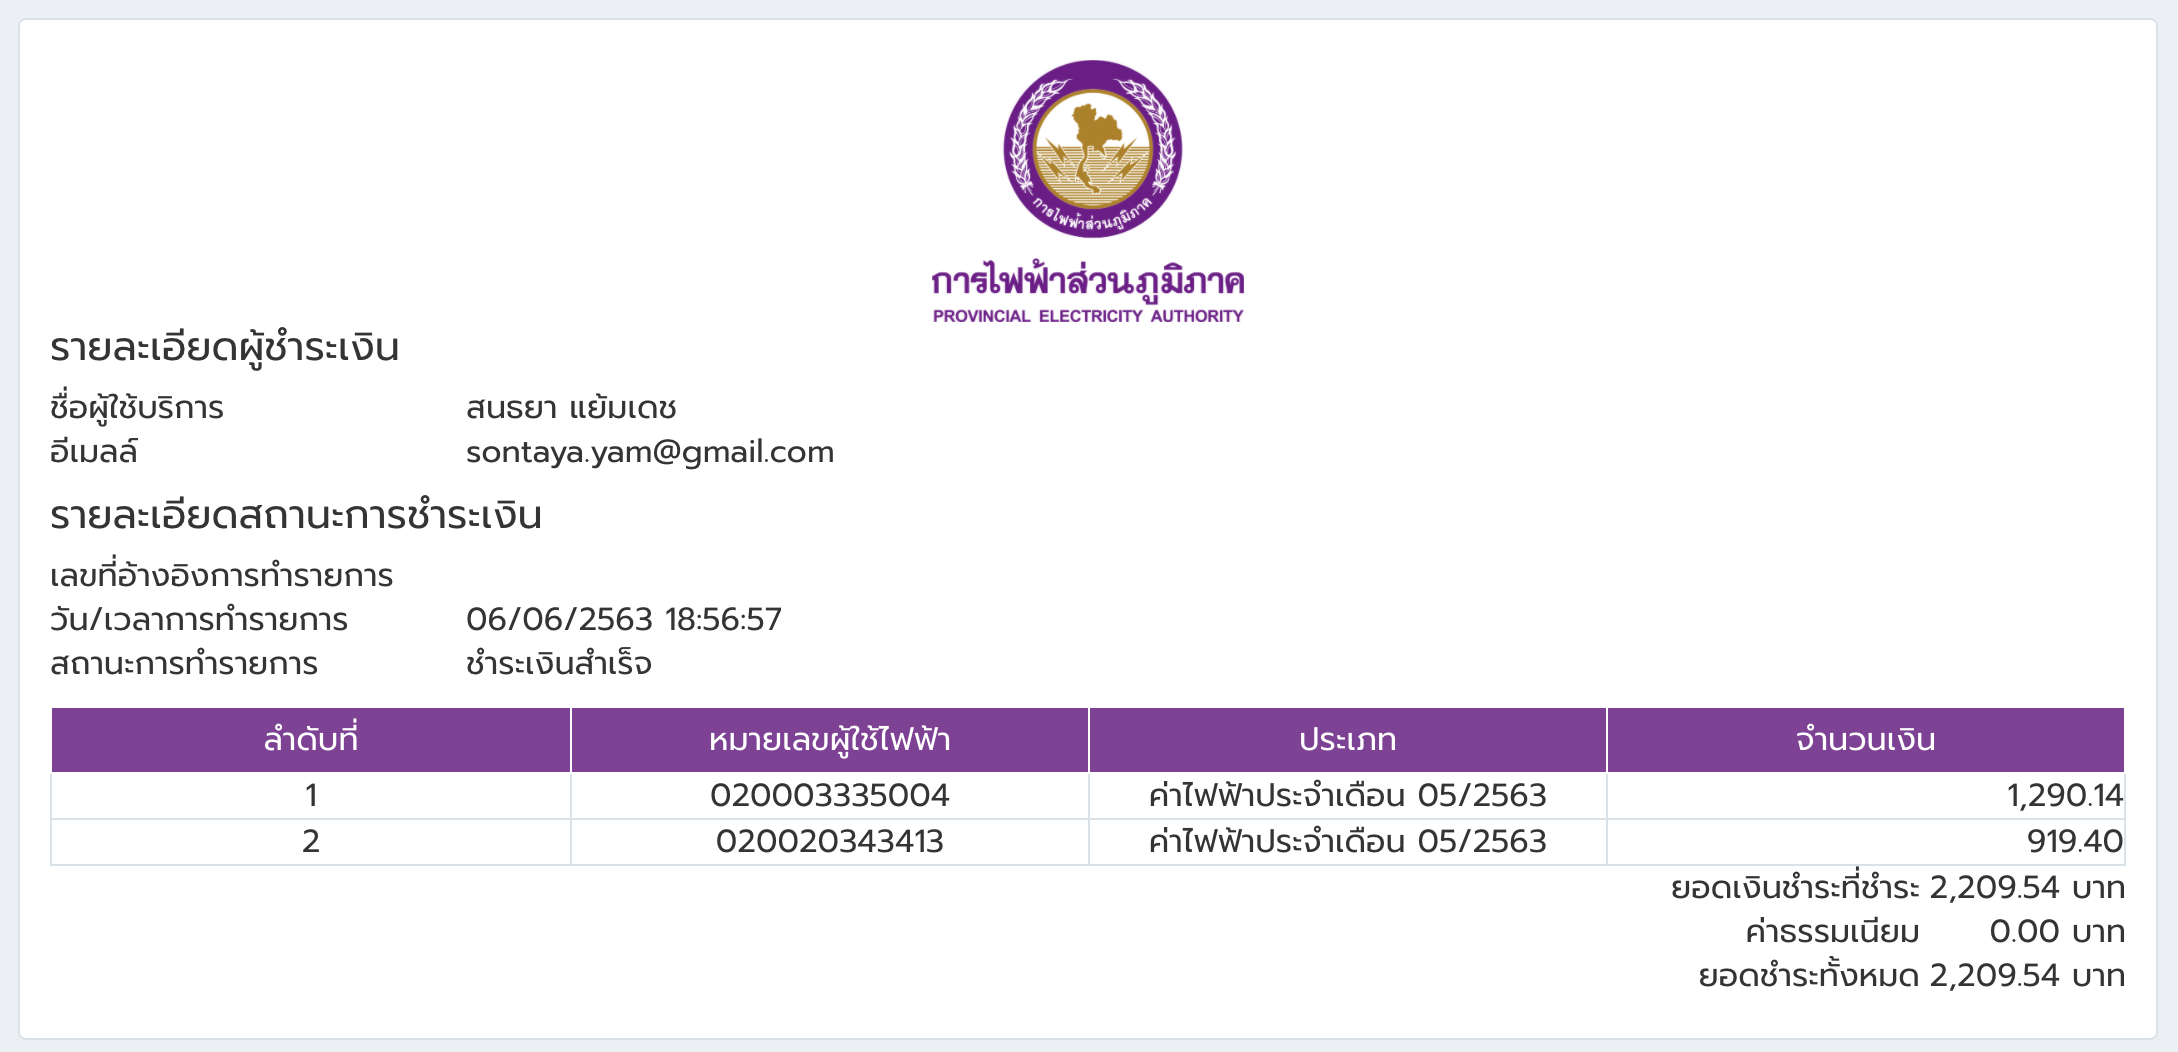 การไฟฟ้าส่วนภูมิภาค
การไฟฟ้าส่วนภูมิภาค
PROVINCIAL ELECTRICITY AUTHORITY
รายละเอียดผู้ชำระเงิน
ชื่อผู้ใช้บริการ สนธยา แย้มเดช
อีเมลล์ sontaya.yam@gmail.com
รายละเอียดสถานะการชำระเงิน
เลขที่อ้างอิงการทำรายการ
วัน/เวลาการทำรายการ 06/06/2563 18:56:57
สถานะการทำรายการ ชำระเงินสำเร็จ
ลำดับที่ หมายเลขผู้ใช้ไฟฟ้า ประเภท จำนวนเงิน
1 020003335004 ค่าไฟฟ้าประจำเดือน 05/2563 1,290.14
2 020020343413 ค่าไฟฟ้าประจำเดือน 05/2563 919.40
ยอดเงินชำระที่ชำระ 2,209.54 บาท
ค่าธรรมเนียม 0.00 บาท
ยอดชำระทั้งหมด 2,209.54 บาท